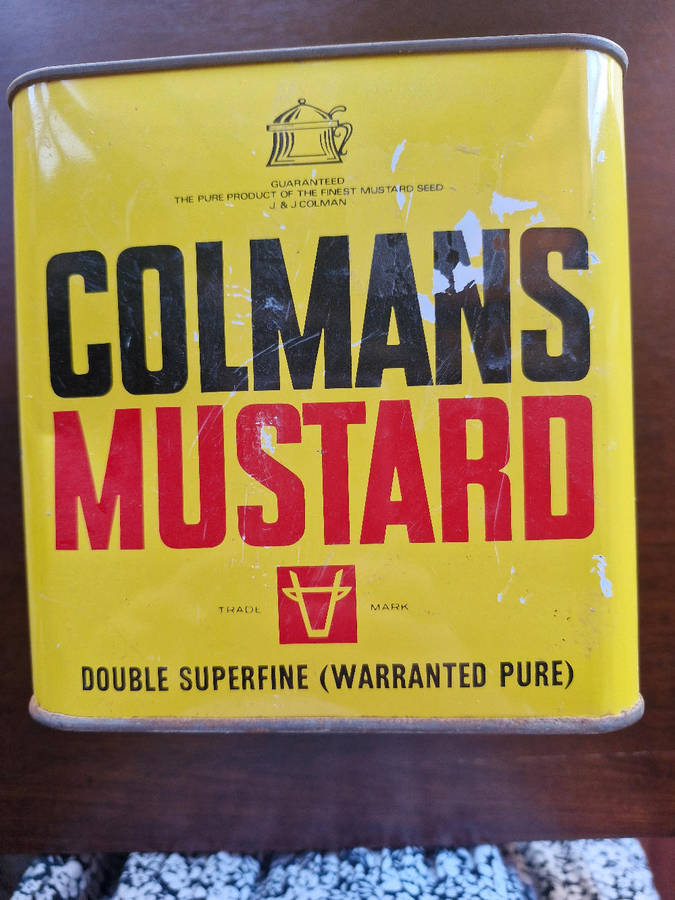 GUARANTEED
THE PURE PRODUCT OF THE FINEST MUSTARD SEED
J. & J. COLMAN
COLMANS
MUSTARD
TRADE MARK
DOUBLE SUPERFINE (WARRANTED PURE)